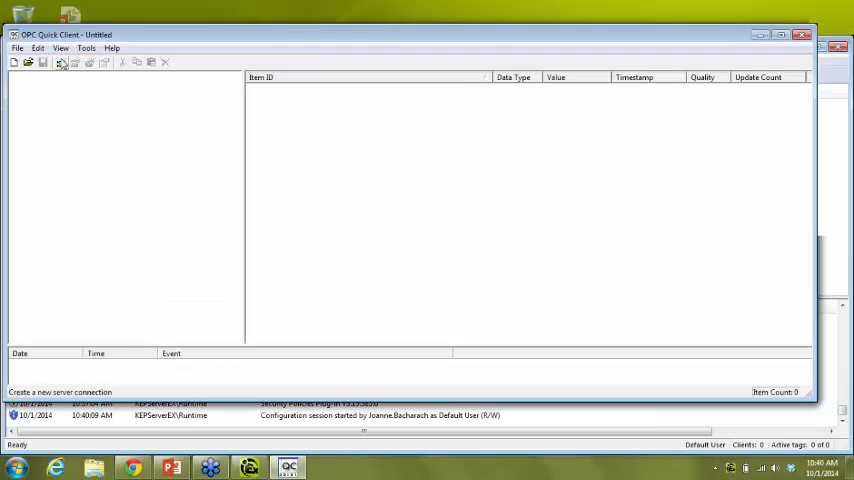 OPC Quick Client - Untitled
File Edit View Tools Help
Item ID Data Type Value Timestamp Quality Update Count
Date Time Event
Create a new server connection Item Count: 0
10/1/2014 KEPServerEX\Runtime
10/1/2014 10:40:09 AM KEPServerEX\Runtime Configuration session started by Joanne.Bacharach as Default User (R/W)
Ready Default User Clients: 0 Active tags: 0 of 0
QC
10:40 AM
10/1/2014